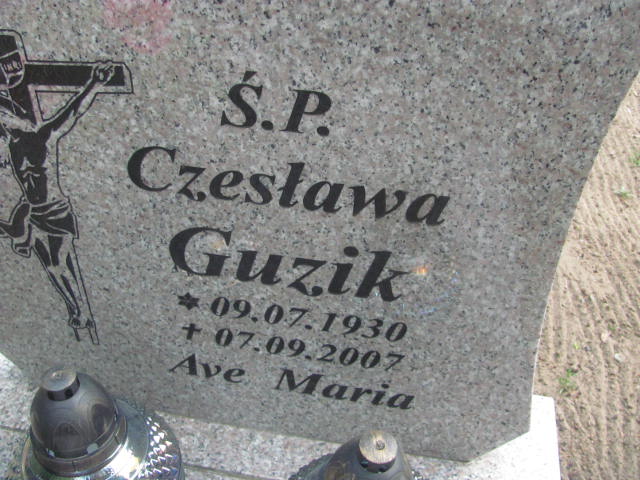 Ś.P.
Czesława
Guzik
✡ 09.07.1930
✝ 07.09.2007
Ave Maria